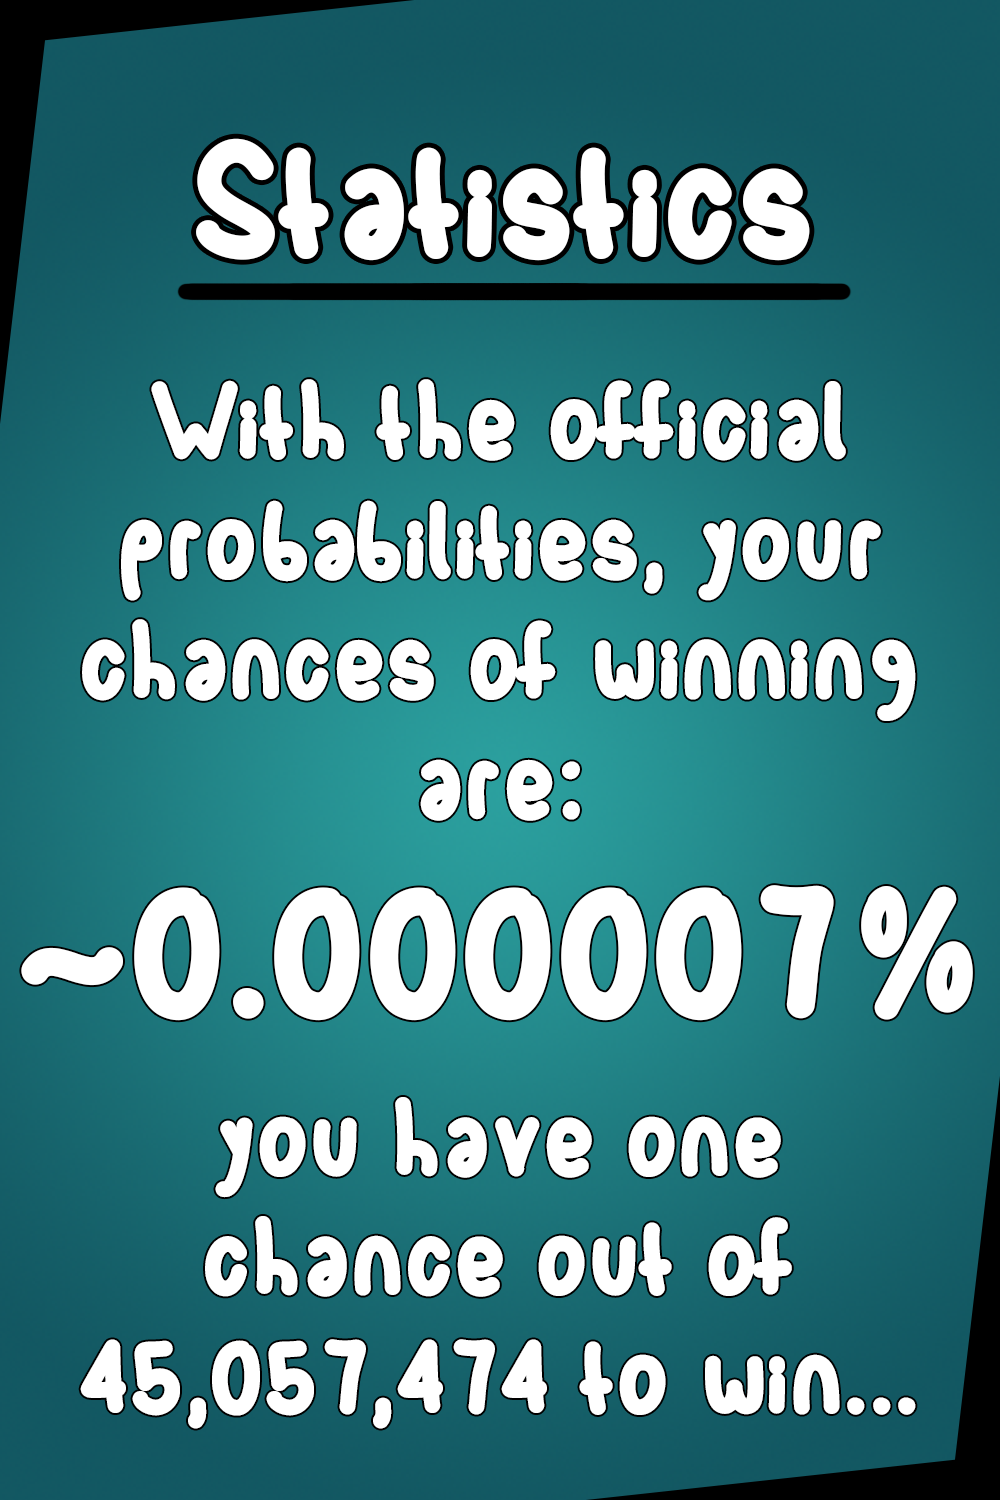 Statistics
With the official
probabilities, your
chances of winning
are:
~0.000007%
you have one
chance out of
45,057,474 to win...